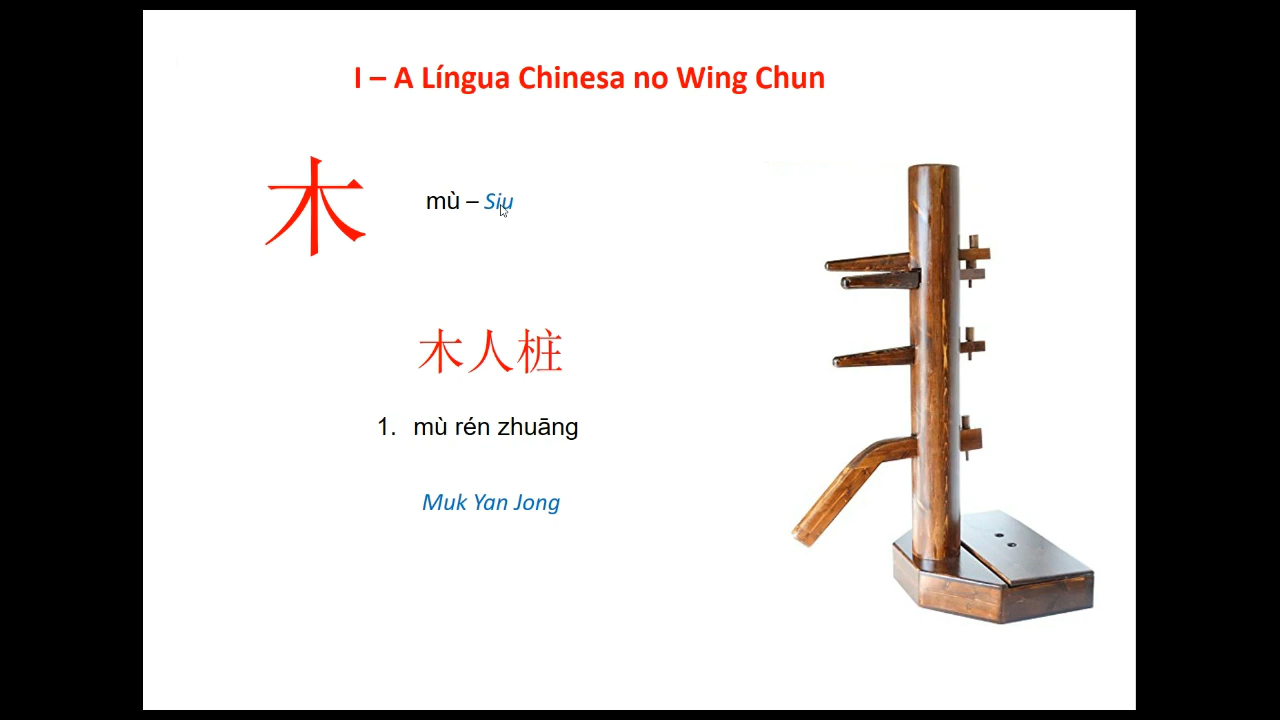 I – A Língua Chinesa no Wing Chun
木
mù – Siu
木人桩
1. mù rén zhuāng
Muk Yan Jong